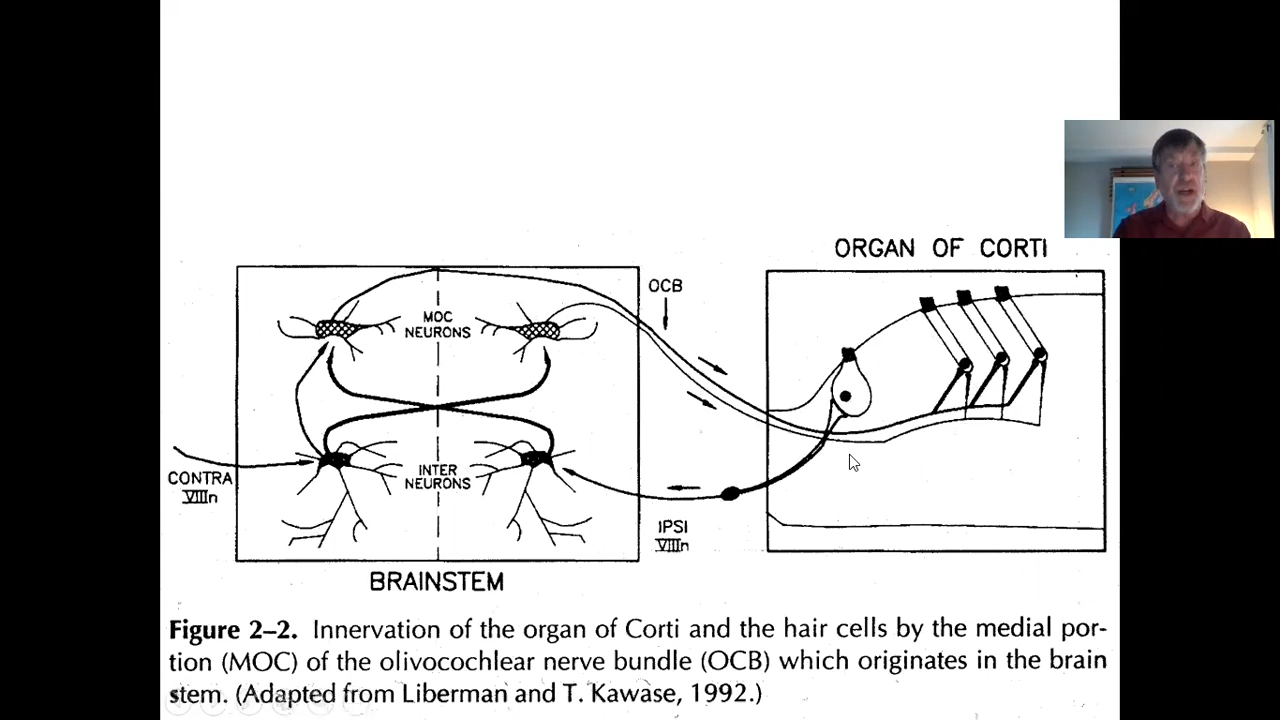 ORGAN OF CORTI
OCB
MOC
NEURONS
CONTRA
VIIIn
INTER
NEURONS
IPSI
VIIIn
BRAINSTEM
Figure 2–2. Innervation of the organ of Corti and the hair cells by the medial por-
tion (MOC) of the olivocochlear nerve bundle (OCB) which originates in the brain
stem. (Adapted from Liberman and T. Kawase, 1992.)